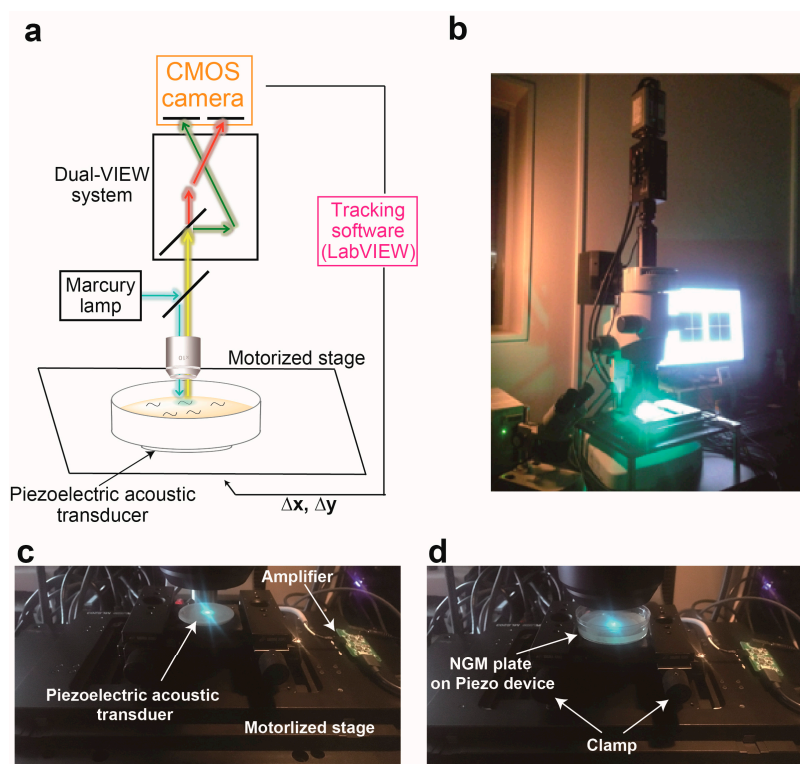 a
CMOS
camera
Dual-VIEW
system
Tracking
software
(LabVIEW)
Marcury
lamp
Motorized stage
Piezoelectric acoustic
transducer
Δx, Δy
b
c
Amplifier
Piezoelectric acoustic
transduer
Motorlized stage
d
NGM plate
on Piezo device
Clamp